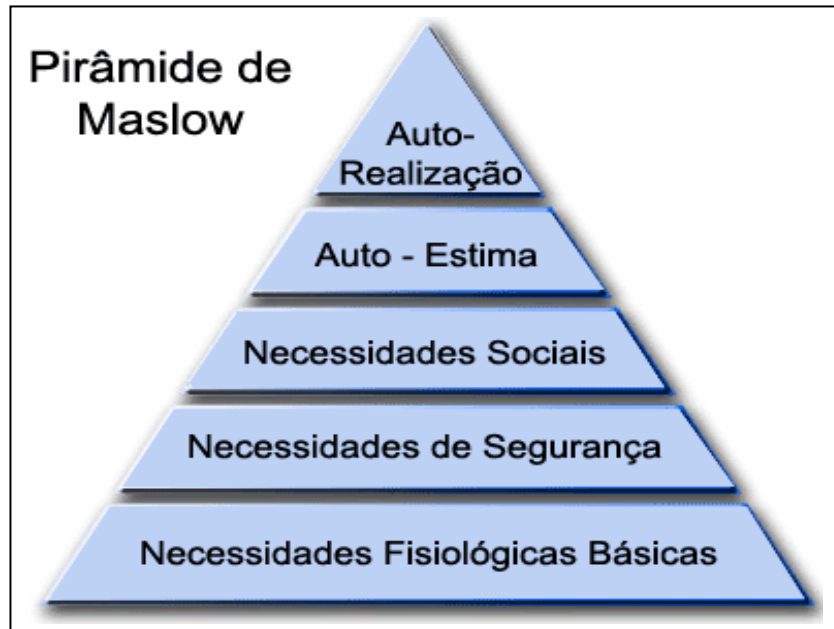 Pirâmide de
Maslow
Auto-
Realização
Auto - Estima
Necessidades Sociais
Necessidades de Segurança
Necessidades Fisiológicas Básicas